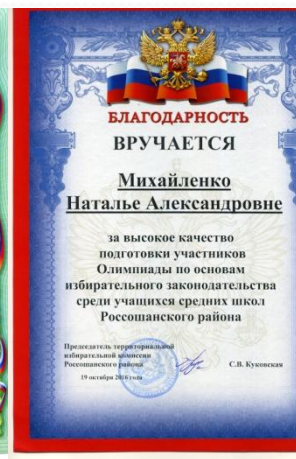 БЛАГОДАРНОСТЬ
ВРУЧАЕТСЯ
Михайленко
Наталье Александровне
за высокое качество
подготовки участников
Олимпиады по основам
избирательного законодательства
среди учащихся средних школ
Россошанского района
Председатель территориальной
избирательной комиссии
Россошанского района
С.В. Куковская
19 октября 2016 года